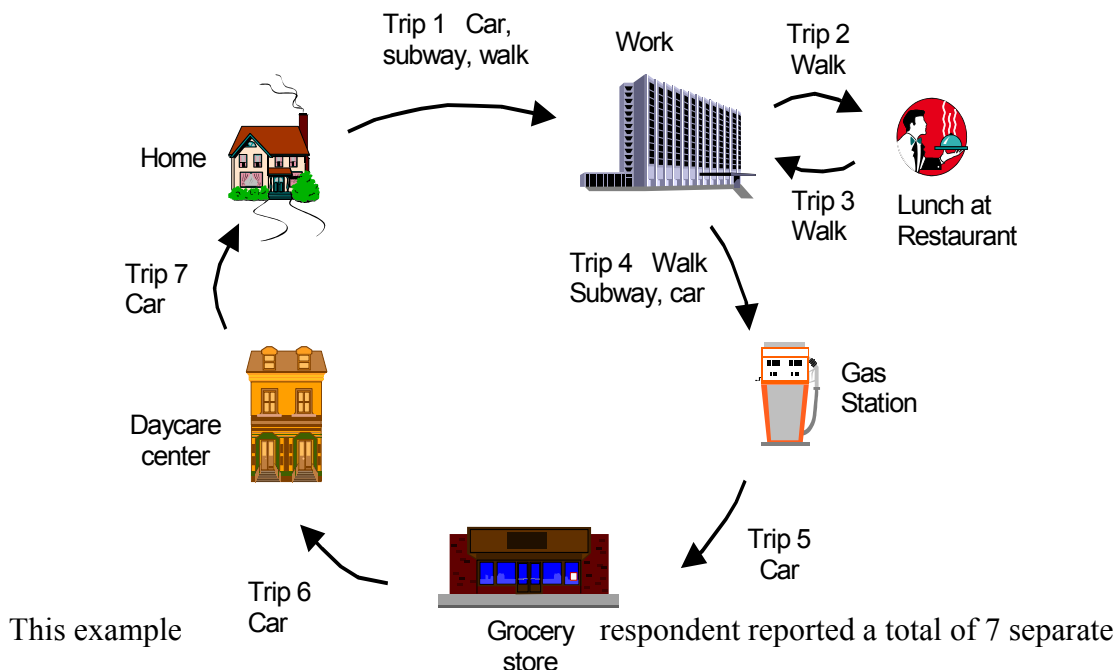 Trip 1 Car,
subway, walk
Work
Trip 2
Walk
Home
Trip 3
Walk
Lunch at
Restaurant
Trip 4 Walk
Subway, car
Trip 7
Car
Gas
Station
Daycare
center
Trip 5
Car
Trip 6
Car
Grocery
store
This example respondent reported a total of 7 separate